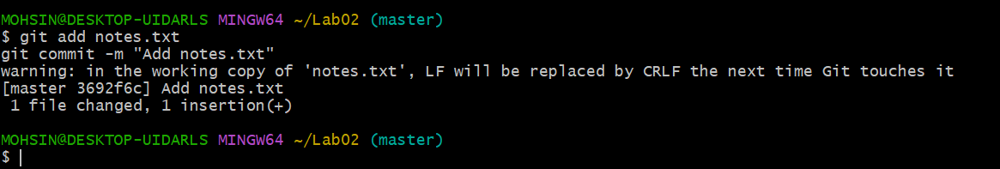 MOHSIN@DESKTOP-UIDARLS MINGW64 ~/Lab02 (master)
$ git add notes.txt
git commit -m "Add notes.txt"
warning: in the working copy of 'notes.txt', LF will be replaced by CRLF the next time Git touches it
[master 3692f6c] Add notes.txt
 1 file changed, 1 insertion(+)
MOHSIN@DESKTOP-UIDARLS MINGW64 ~/Lab02 (master)
$